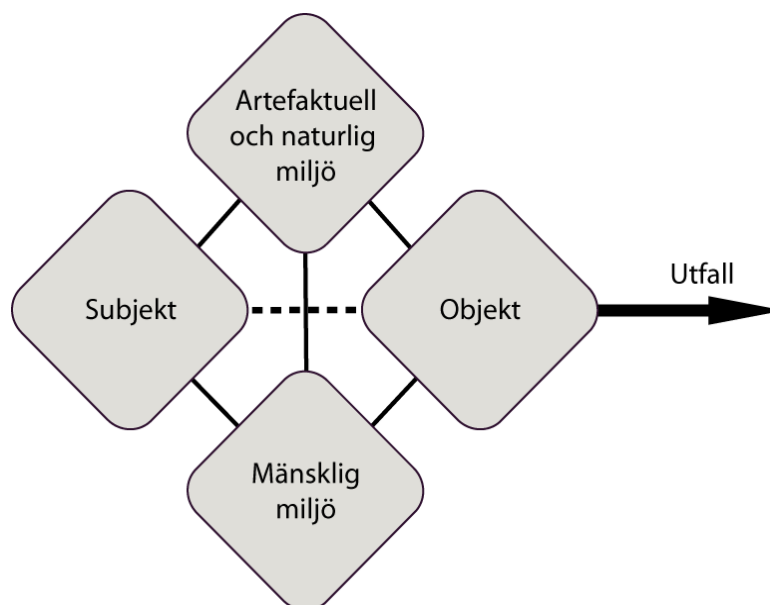 Artefaktuell
och naturlig
miljö
Subjekt
Objekt
Utfall
Mänsklig
miljö